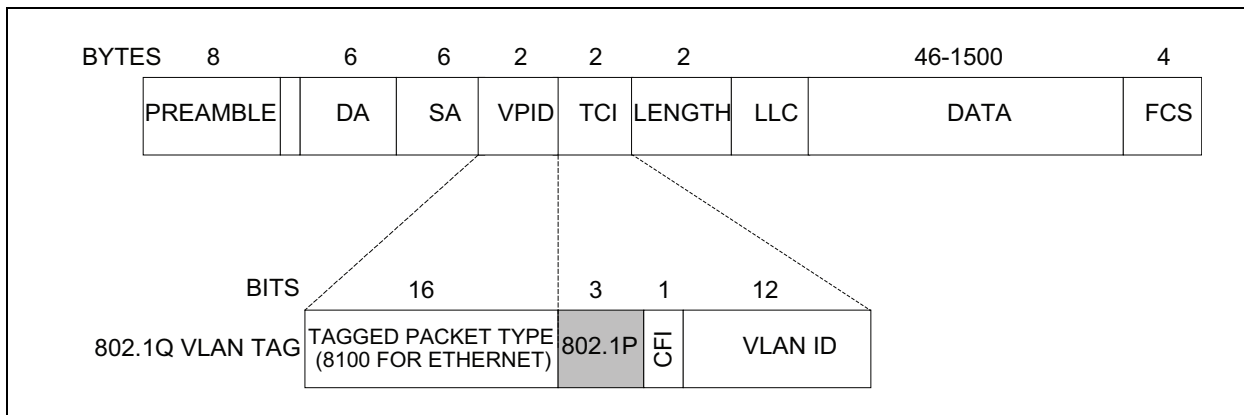 BYTES 8 6 6 2 2 2 46-1500 4
PREAMBLE DA SA VPID TCI LENGTH LLC DATA FCS
BITS 16 3 1 12
802.1Q VLAN TAG TAGGED PACKET TYPE (8100 FOR ETHERNET) 802.1P CFI VLAN ID